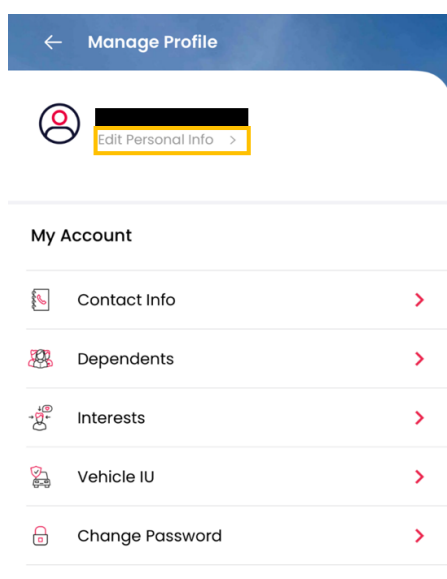 Manage Profile
Edit Personal Info >
My Account
Contact Info
Dependents
Interests
Vehicle IU
Change Password